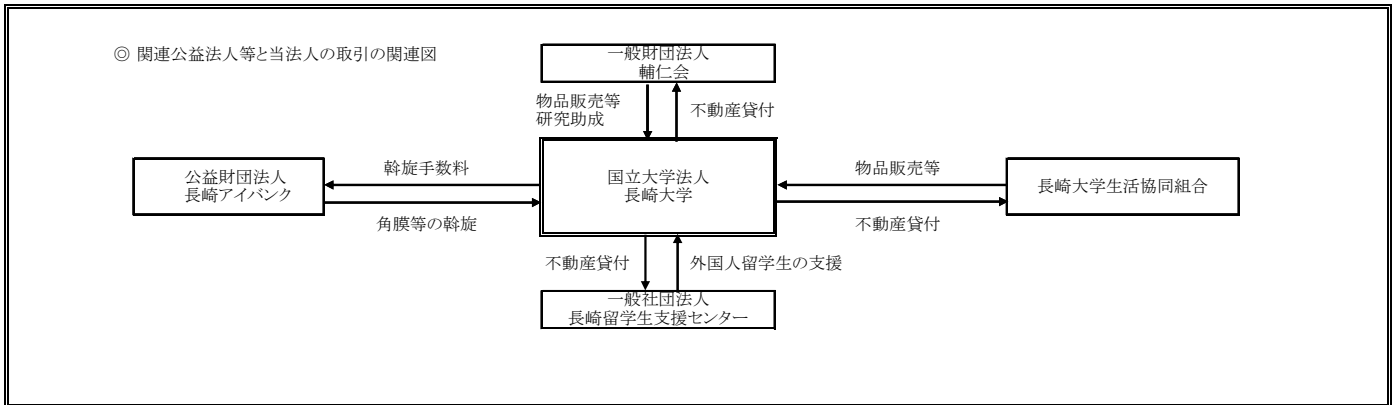 ◎ 関連公益法人等と当法人の取引の関連図
一般財団法人
輔仁会
物品販売等
研究助成
不動産貸付
公益財団法人
長崎アイバンク
斡旋手数料
角膜等の斡旋
国立大学法人
長崎大学
物品販売等
不動産貸付
長崎大学生活協同組合
不動産貸付
外国人留学生の支援
一般社団法人
長崎留学生支援センター